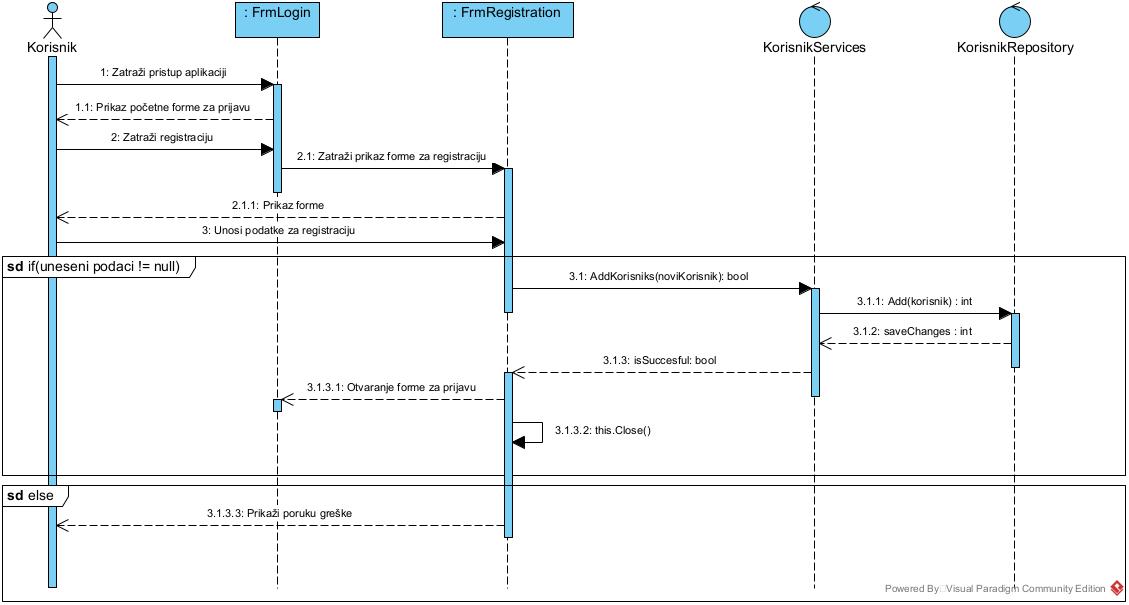 : FrmLogin
: FrmRegistration
Korisnik
KorisnikServices
KorisnikRepository
1: Zatraži pristup aplikaciji
1.1: Prikaz početne forme za prijavu
2: Zatraži registraciju
2.1: Zatraži prikaz forme za registraciju
2.1.1: Prikaz forme
3: Unosi podatke za registraciju
sd if(uneseni podaci != null)
3.1: AddKorisniks(noviKorisnik): bool
3.1.1: Add(korisnik) : int
3.1.2: saveChanges : int
3.1.3: isSuccesful: bool
3.1.3.1: Otvaranje forme za prijavu
3.1.3.2: this.Close()
sd else
3.1.3.3: Prikaži poruku greške
Powered By Visual Paradigm Community Edition